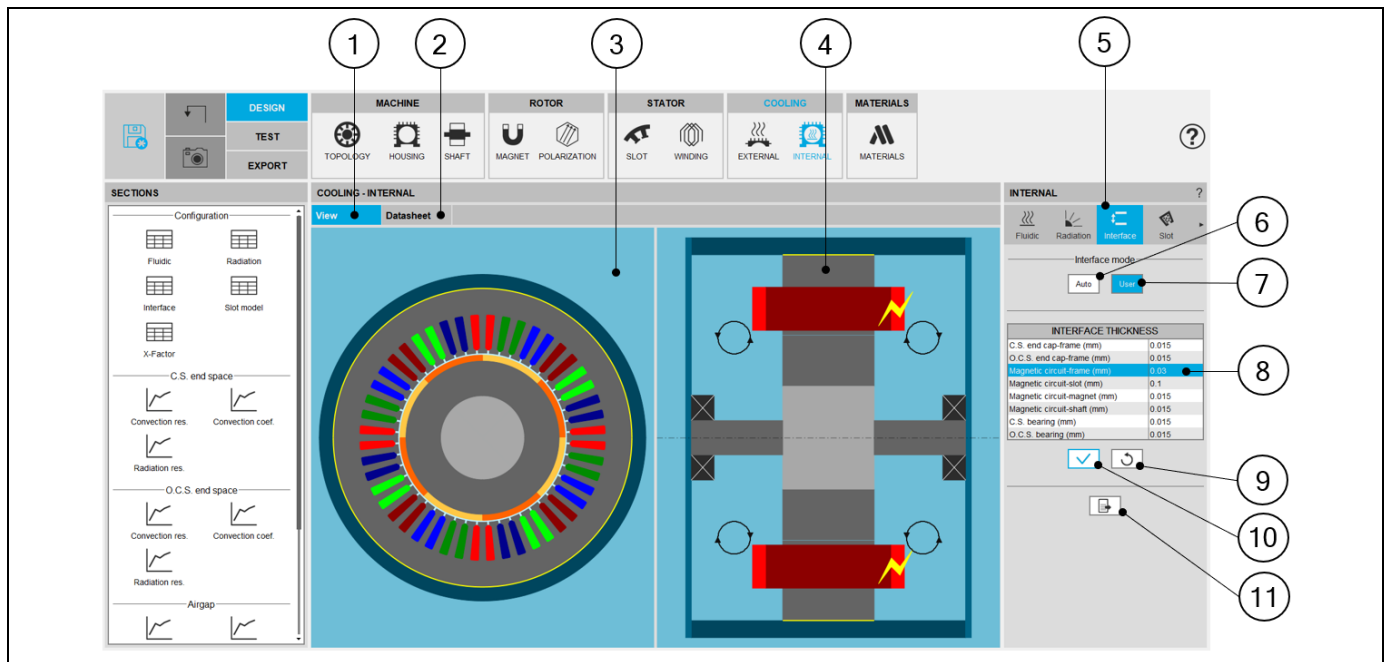 1 2 3 4 5
DESIGN
TEST
EXPORT
MACHINE
TOPOLOGY HOUSING SHAFT
ROTOR
MAGNET POLARIZATION
STATOR
SLOT WINDING
COOLING
EXTERNAL INTERNAL
MATERIALS
MATERIALS
?
SECTIONS
Configuration
Fluidic Radiation
Interface Slot model
X-Factor
C.S. end space
Convection res. Convection coef.
Radiation res.
O.C.S. end space
Convection res. Convection coef.
Radiation res.
Airgap
COOLING - INTERNAL
View Datasheet
INTERNAL ?
Fluidic Radiation Interface Slot
Interface mode
Auto User
INTERFACE THICKNESS
C.S. end cap-frame (mm) 0.015
O.C.S. end cap-frame (mm) 0.015
Magnetic circuit-frame (mm) 0.03
Magnetic circuit-slot (mm) 0.1
Magnetic circuit-magnet (mm) 0.015
Magnetic circuit-shaft (mm) 0.015
C.S. bearing (mm) 0.015
O.C.S. bearing (mm) 0.015
6
7
8
9
10
11